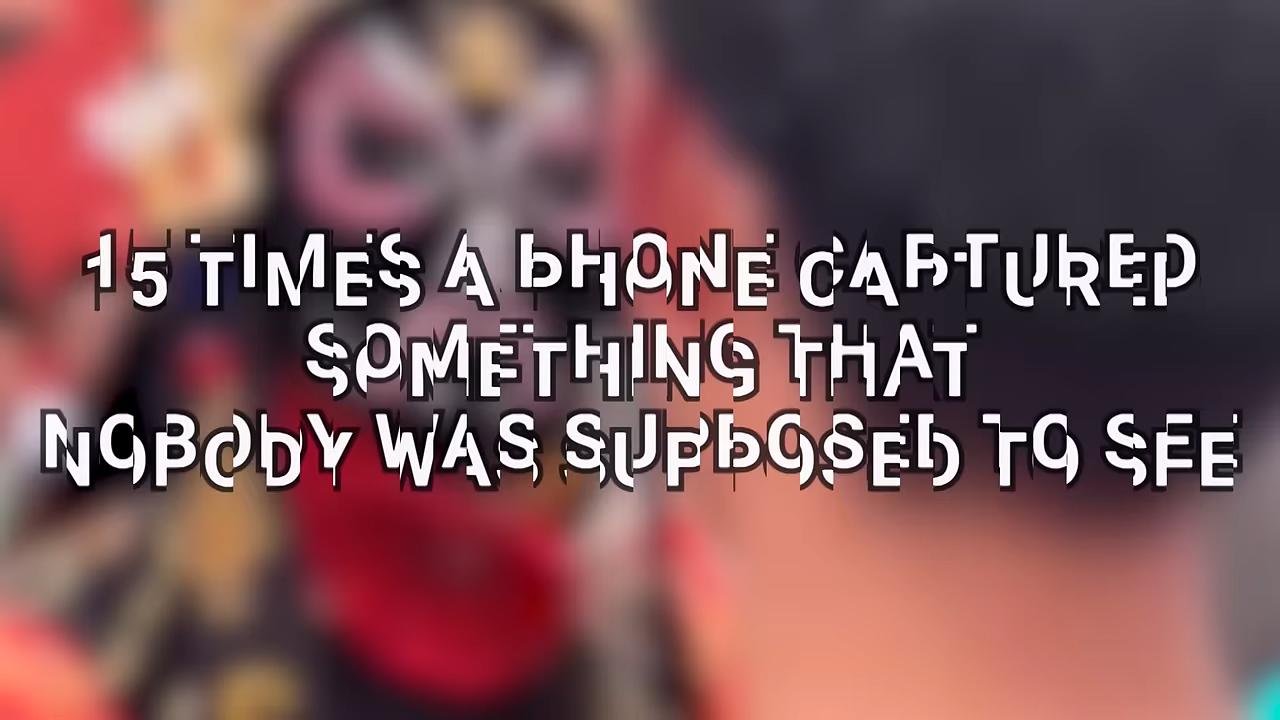 15 TIMES A PHONE CAPTURED
SOMETHING THAT
NOBODY WAS SUPPOSED TO SEE